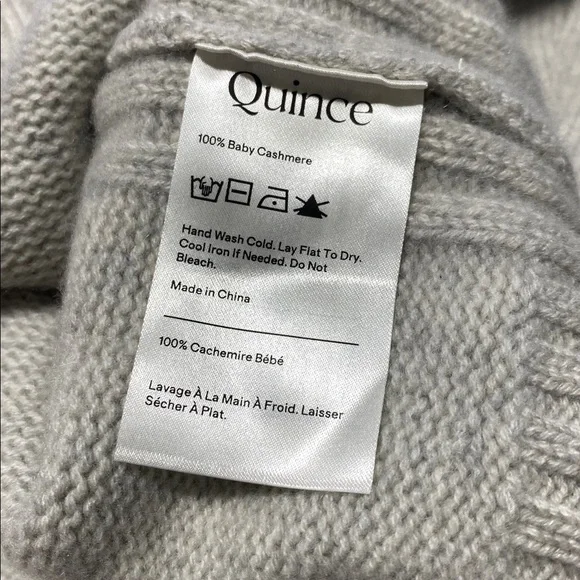 Quince
100% Baby Cashmere
Hand Wash Cold. Lay Flat To Dry.
Cool Iron If Needed. Do Not
Bleach.
Made in China
100% Cachemire Bébé
Lavage À La Main À Froid. Laisser
Sécher À Plat.